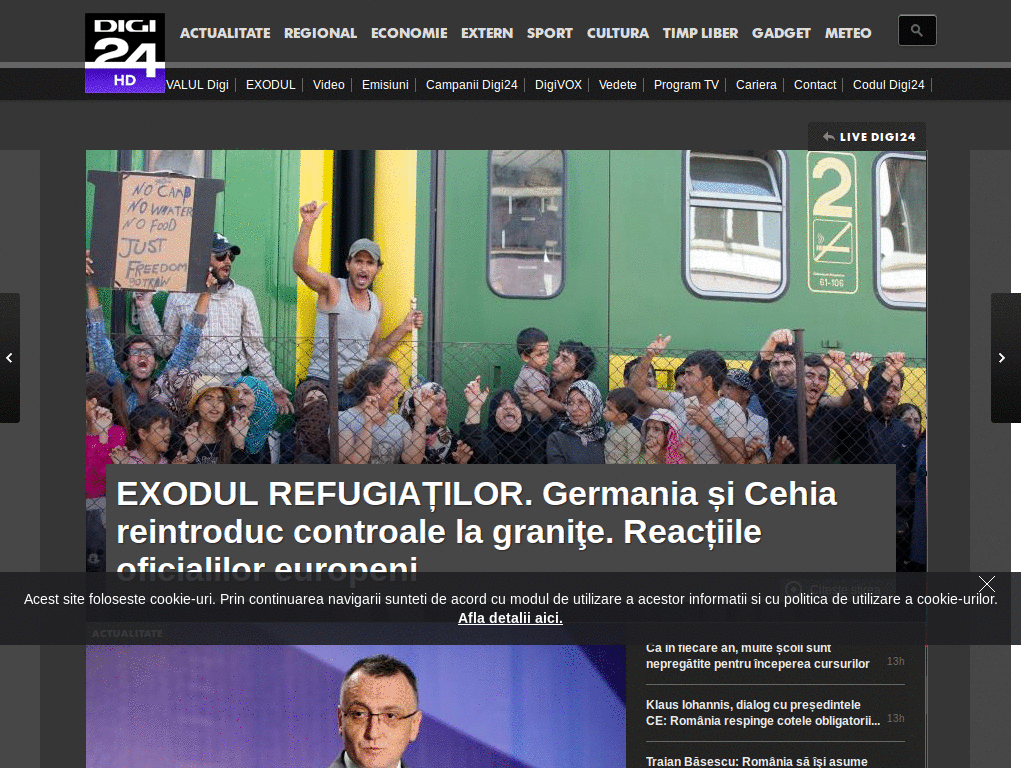 DIGI
24
HD
ACTUALITATE REGIONAL ECONOMIE EXTERN SPORT CULTURA TIMP LIBER GADGET METEO
VALUL Digi EXODUL Video Emisiuni Campanii Digi24 DigiVOX Vedete Program TV Cariera Contact Codul Digi24
LIVE DIGI24
NO CAMP
NO WATER
NO FOOD
JUST
FREEDOM
2
61-106
EXODUL REFUGIAȚILOR. Germania și Cehia
reintroduc controale la graniţe. Reacțiile
oficialilor europeni
Acest site foloseste cookie-uri. Prin continuarea navigarii sunteti de acord cu modul de utilizare a acestor informatii si cu politica de utilizare a cookie-urilor.
Afla detalii aici.
ACTUALITATE
Ca în fiecare an, multe școli sunt
nepregătite pentru începerea cursurilor 13h
Klaus Iohannis, dialog cu președintele
CE: România respinge cotele obligatorii... 13h
Traian Băsescu: România să îşi asume